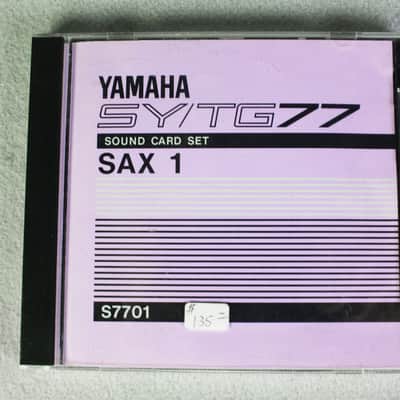 YAMAHA
SY/TG77
SOUND CARD SET
SAX 1
S7701
$
135=